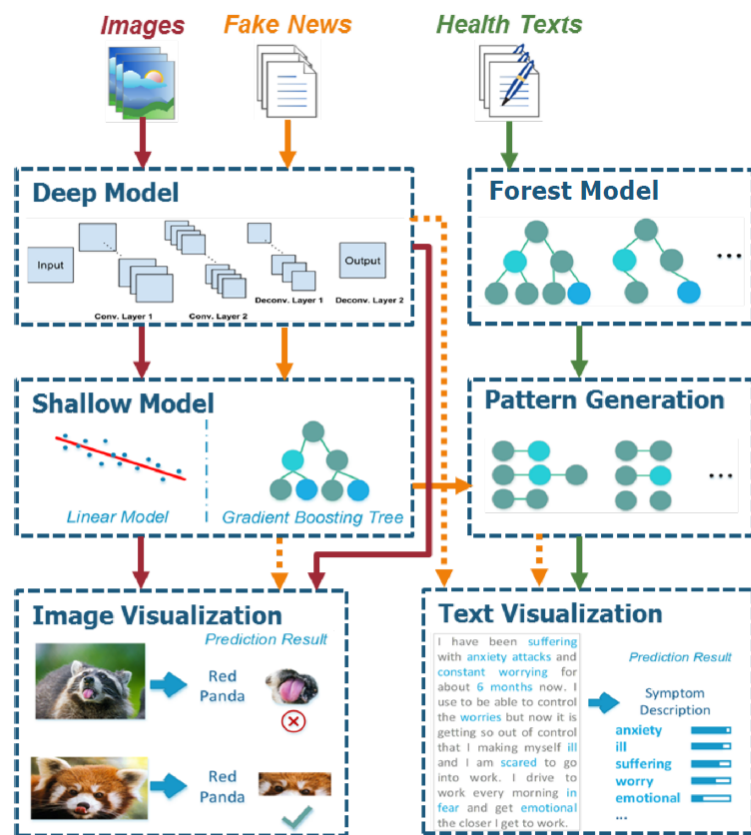 Images
Fake News
Health Texts
Deep Model
Input
Conv. Layer 1
Conv. Layer 2
Deconv. Layer 1
Output
Deconv. Layer 2
Forest Model
...
Shallow Model
Linear Model
Gradient Boosting Tree
Pattern Generation
...
Image Visualization
Prediction Result
Red
Panda
Red
Panda
Text Visualization
I have been suffering
with anxiety attacks and
constant worrying for
about 6 months now. I
use to be able to control
the worries but now it is
getting so out of control
that I making myself ill
and I am scared to go
into work. I drive to
work every morning in
fear and get emotional
the closer I get to work.
Prediction Result
Symptom
Description
anxiety
ill
suffering
worry
emotional
...